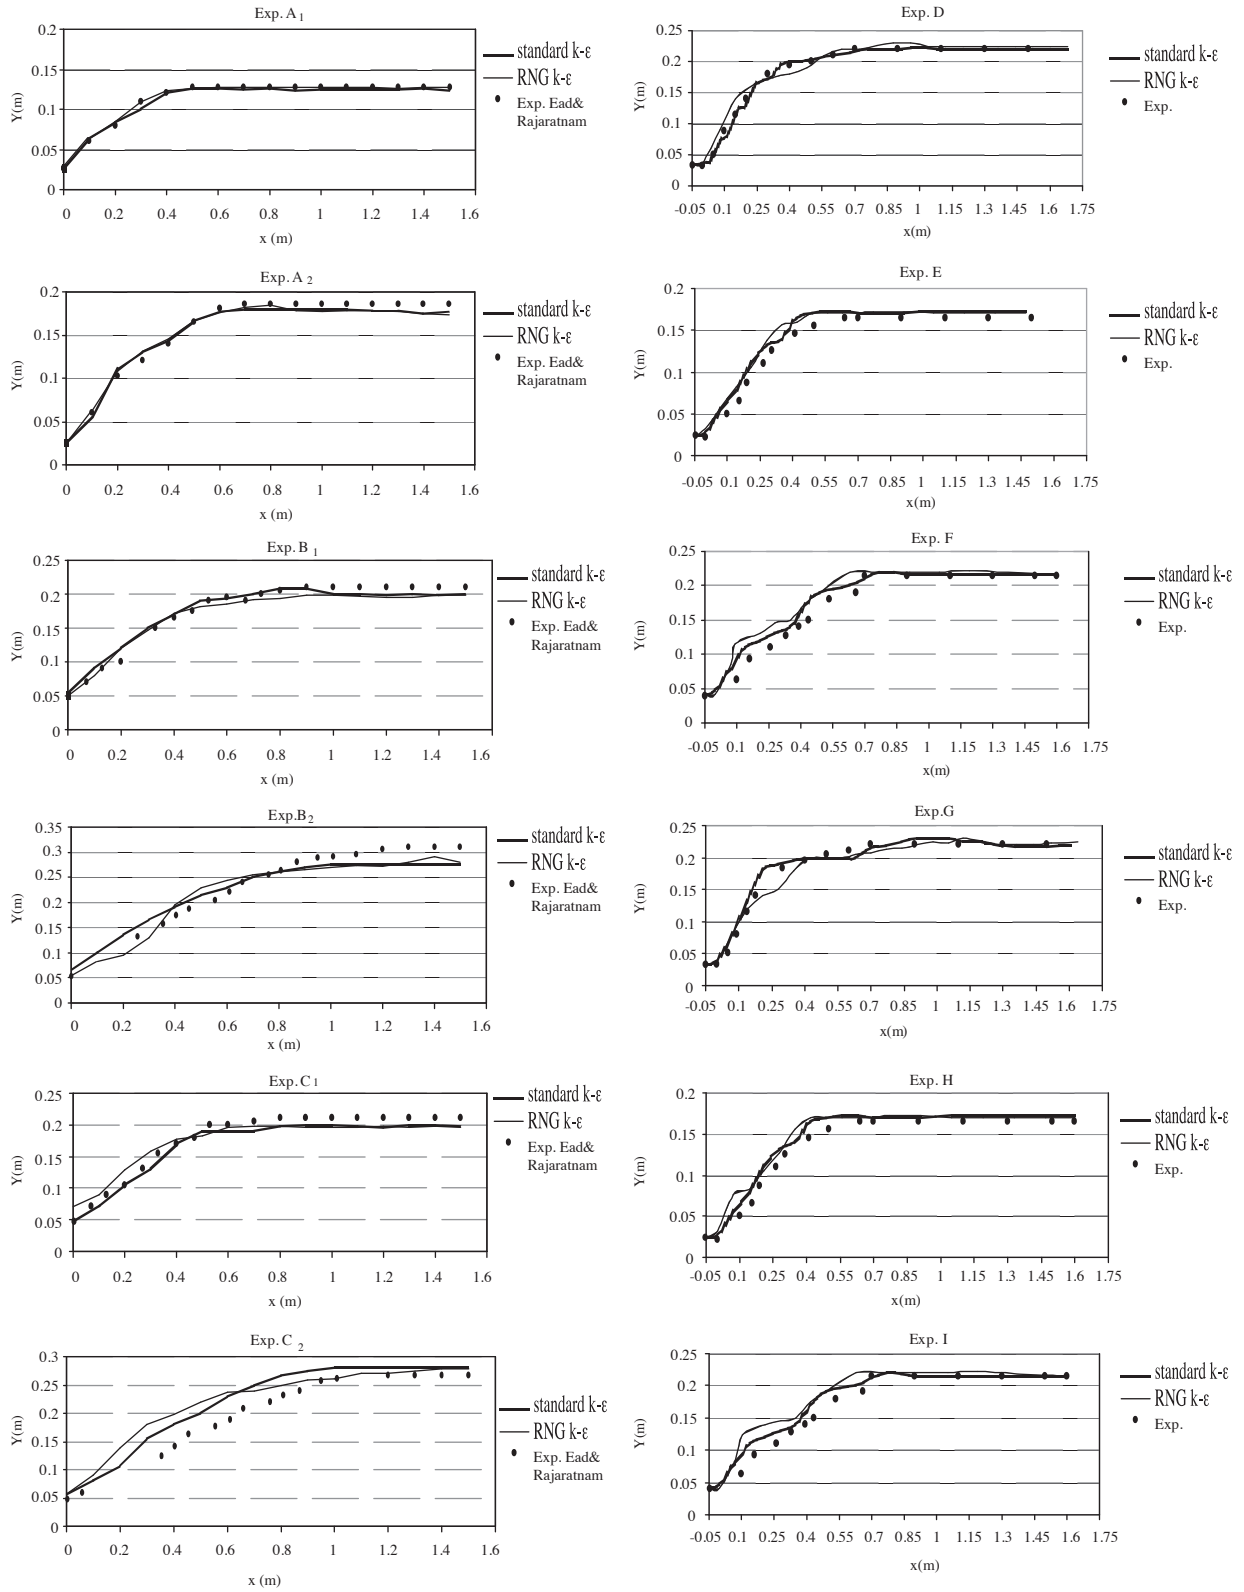 Exp. A 1
0.2
0.15
0.1
0.05
0
Y(m)
0 0.2 0.4 0.6 0.8 1 1.2 1.4 1.6
x (m)
standard k-ε
RNG k-ε
Exp. Ead&
Rajaratnam
Exp. D
0.25
0.2
0.15
0.1
0.05
0
Y(m)
-0.05 0.1 0.25 0.4 0.55 0.7 0.85 1 1.15 1.3 1.45 1.6 1.75
x(m)
standard k-ε
RNG k-ε
Exp.
Exp. A 2
0.2
0.15
0.1
0.05
0
Y(m)
0 0.2 0.4 0.6 0.8 1 1.2 1.4 1.6
x (m)
standard k-ε
RNG k-ε
Exp. Ead&
Rajaratnam
Exp. E
0.2
0.15
0.1
0.05
0
Y(m)
-0.05 0.1 0.25 0.4 0.55 0.7 0.85 1 1.15 1.3 1.45 1.6 1.75
x(m)
standard k-ε
RNG k-ε
Exp.
Exp. B 1
0.25
0.2
0.15
0.1
0.05
0
Y(m)
0 0.2 0.4 0.6 0.8 1 1.2 1.4 1.6
x (m)
standard k-ε
RNG k-ε
Exp. Ead&
Rajaratnam
Exp. F
0.25
0.2
0.15
0.1
0.05
0
Y(m)
-0.05 0.1 0.25 0.4 0.55 0.7 0.85 1 1.15 1.3 1.45 1.6 1.75
x(m)
standard k-ε
RNG k-ε
Exp.
Exp.B2
0.35
0.3
0.25
0.2
0.15
0.1
0.05
0
Y(m)
0 0.2 0.4 0.6 0.8 1 1.2 1.4 1.6
x (m)
standard k-ε
RNG k-ε
Exp. Ead&
Rajaratnam
Exp.G
0.25
0.2
0.15
0.1
0.05
0
Y(m)
-0.05 0.1 0.25 0.4 0.55 0.7 0.85 1 1.15 1.3 1.45 1.6 1.75
x(m)
standard k-ε
RNG k-ε
Exp.
Exp.C1
0.25
0.2
0.15
0.1
0.05
0
Y(m)
0 0.2 0.4 0.6 0.8 1 1.2 1.4 1.6
x (m)
standard k-ε
RNG k-ε
Exp. Ead&
Rajaratnam
Exp. H
0.2
0.15
0.1
0.05
0
Y(m)
-0.05 0.1 0.25 0.4 0.55 0.7 0.85 1 1.15 1.3 1.45 1.6 1.75
x(m)
standard k-ε
RNG k-ε
Exp.
Exp. C 2
0.3
0.25
0.2
0.15
0.1
0.05
0
Y(m)
0 0.2 0.4 0.6 0.8 1 1.2 1.4 1.6
x (m)
standard k-ε
RNG k-ε
Exp. Ead&
Rajaratnam
Exp. I
0.25
0.2
0.15
0.1
0.05
0
Y(m)
-0.05 0.1 0.25 0.4 0.55 0.7 0.85 1 1.15 1.3 1.45 1.6 1.75
x(m)
standard k-ε
RNG k-ε
Exp.